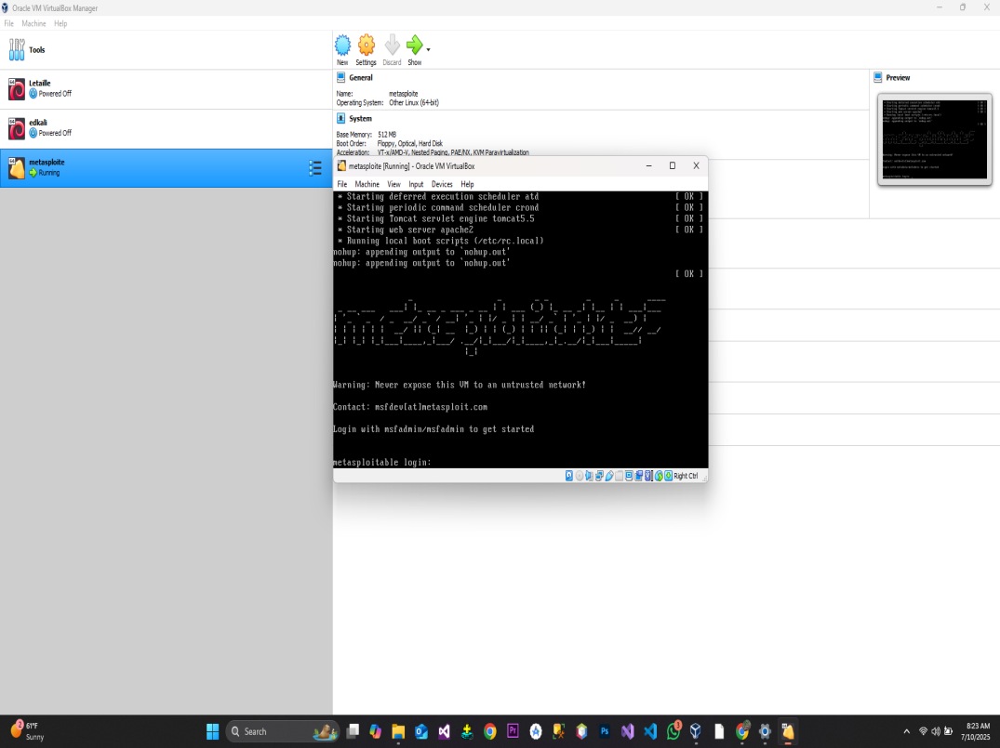 Oracle VM VirtualBox Manager
File Machine Help
Tools
New Settings Discard Show
Letaille
Powered Off
edkali
Powered Off
metasploite
Running
General
Name: metasploite
Operating System: Other Linux (64-bit)
System
Base Memory: 512 MB
Boot Order: Floppy, Optical, Hard Disk
Acceleration: VT-x/AMD-V, Nested Paging, PAE/NX, KVM Paravirtualization
Preview
metasploite [Running] - Oracle VM VirtualBox
File Machine View Input Devices Help
* Starting deferred execution scheduler atd [ OK ]
* Starting periodic command scheduler crond [ OK ]
* Starting Tomcat servlet engine tomcat5.5 [ OK ]
* Starting web server apache2 [ OK ]
* Running local boot scripts (/etc/rc.local)
nohup: appending output to `nohup.out'
nohup: appending output to `nohup.out'
[ OK ]
Warning: Never expose this VM to an untrusted network!
Contact: msfdev[at]metasploit.com
Login with msfadmin/msfadmin to get started
metasploitable login:
Right Ctrl
2
61°F
Sunny
Search
Pr
Ps
3
8:23 AM
7/10/2025